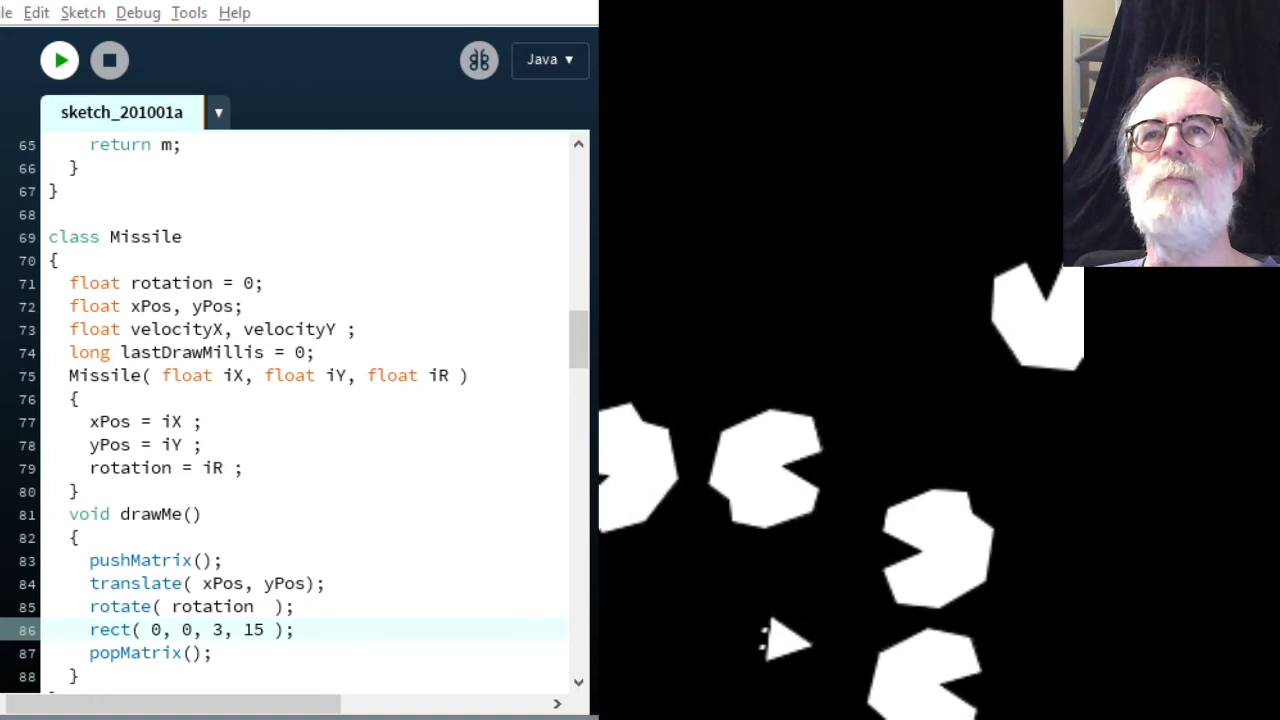 le Edit Sketch Debug Tools Help
Java ▾
sketch_201001a ▾
65 return m;
66 }
67 }
68
69 class Missile
70 {
71 float rotation = 0;
72 float xPos, yPos;
73 float velocityX, velocityY ;
74 long lastDrawMillis = 0;
75 Missile( float iX, float iY, float iR )
76 {
77 xPos = iX ;
78 yPos = iY ;
79 rotation = iR ;
80 }
81 void drawMe()
82 {
83 pushMatrix();
84 translate( xPos, yPos);
85 rotate( rotation  );
86 rect( 0, 0, 3, 15 );
87 popMatrix();
88 }